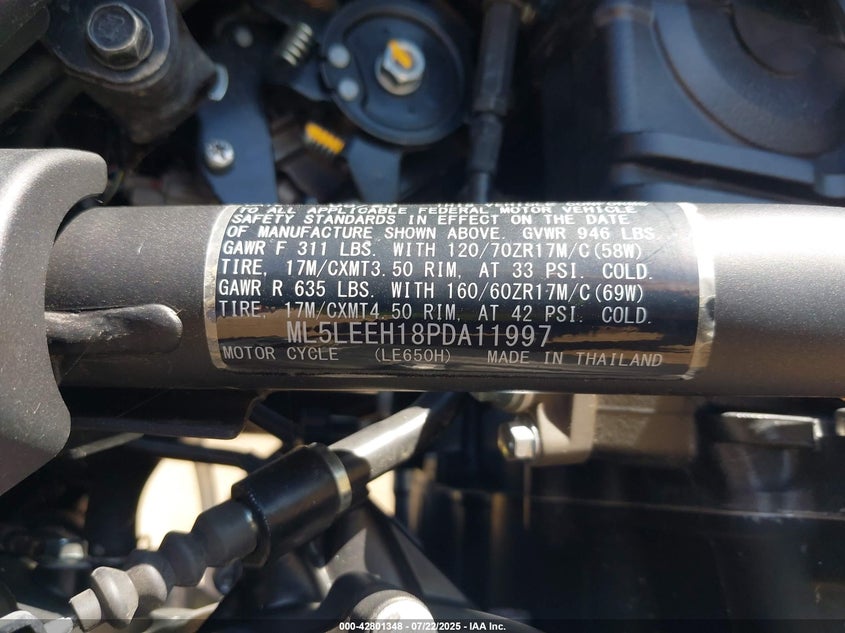 TO ALL APPLICABLE FEDERAL MOTOR VEHICLE
SAFETY STANDARDS IN EFFECT ON THE DATE
OF MANUFACTURE SHOWN ABOVE. GVWR 946 LBS.
GAWR F 311 LBS. WITH 120/70ZR17M/C(58W)
TIRE, 17M/CXMT3.50 RIM, AT 33 PSI. COLD.
GAWR R 635 LBS. WITH 160/60ZR17M/C(69W)
TIRE, 17M/CXMT4.50 RIM, AT 42 PSI. COLD.
ML5LEEH18PDA11997
MOTOR CYCLE (LE650H) MADE IN THAILAND
000-42801348 - 07/22/2025 - IAA Inc.